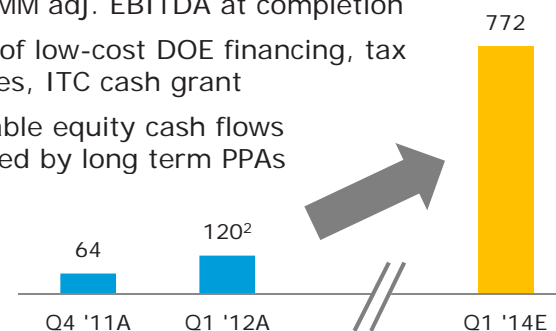 MM adj. EBITDA at completion
of low-cost DOE financing, tax
es, ITC cash grant
able equity cash flows
ed by long term PPAs
772
120²
64
Q4 '11A
Q1 '12A
Q1 '14E